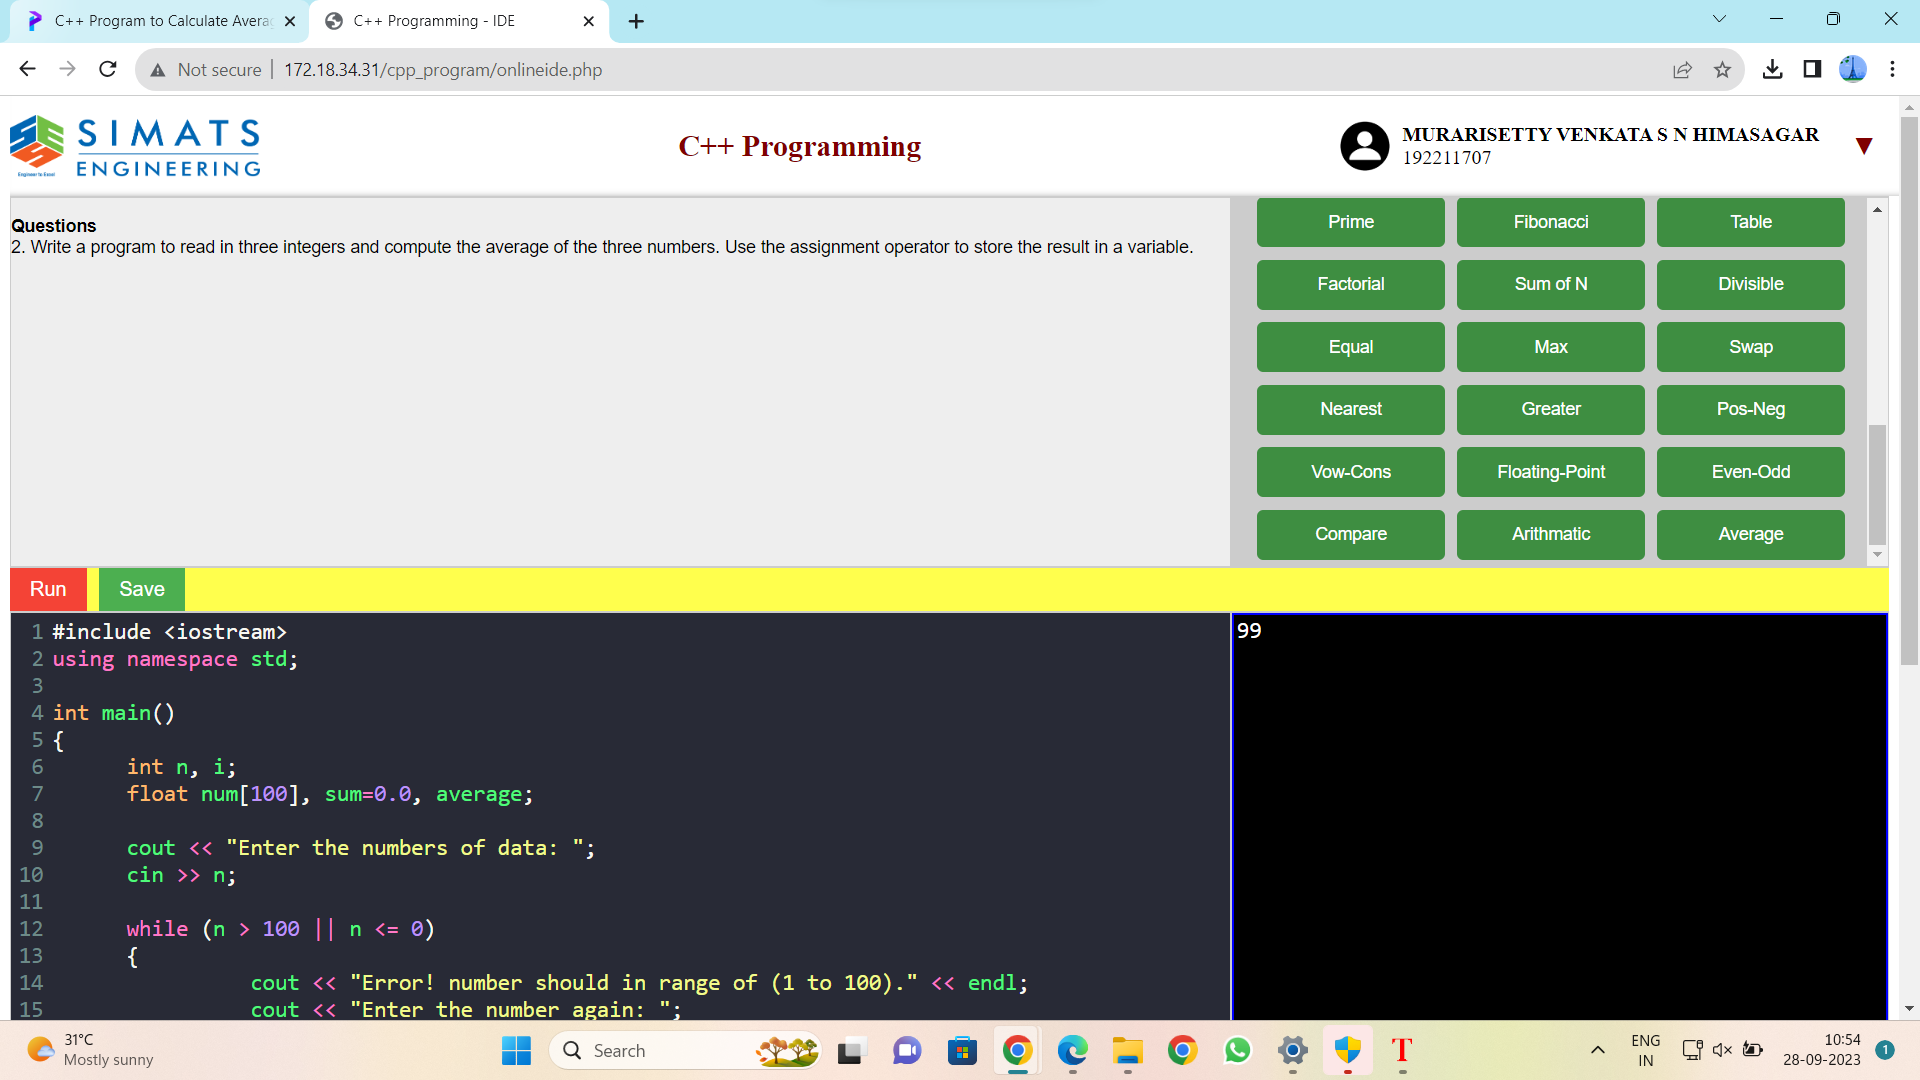 C++ Program to Calculate Avera
C++ Programming - IDE
Not secure
172.18.34.31/cpp_program/onlineide.php
SIMATS
ENGINEERING
Engineer to Excel
C++ Programming
MURARISETTY VENKATA S N HIMASAGAR
192211707
Questions
2. Write a program to read in three integers and compute the average of the three numbers. Use the assignment operator to store the result in a variable.
Prime
Fibonacci
Table
Factorial
Sum of N
Divisible
Equal
Max
Swap
Nearest
Greater
Pos-Neg
Vow-Cons
Floating-Point
Even-Odd
Compare
Arithmatic
Average
Run
Save
1 #include <iostream>
2 using namespace std;
3
4 int main()
5 {
6 int n, i;
7 float num[100], sum=0.0, average;
8
9 cout << "Enter the numbers of data: ";
10 cin >> n;
11
12 while (n > 100 || n <= 0)
13 {
14 cout << "Error! number should in range of (1 to 100)." << endl;
15 cout << "Enter the number again: ";
99
31°C
Mostly sunny
Search
T
ENG
IN
10:54
28-09-2023
1